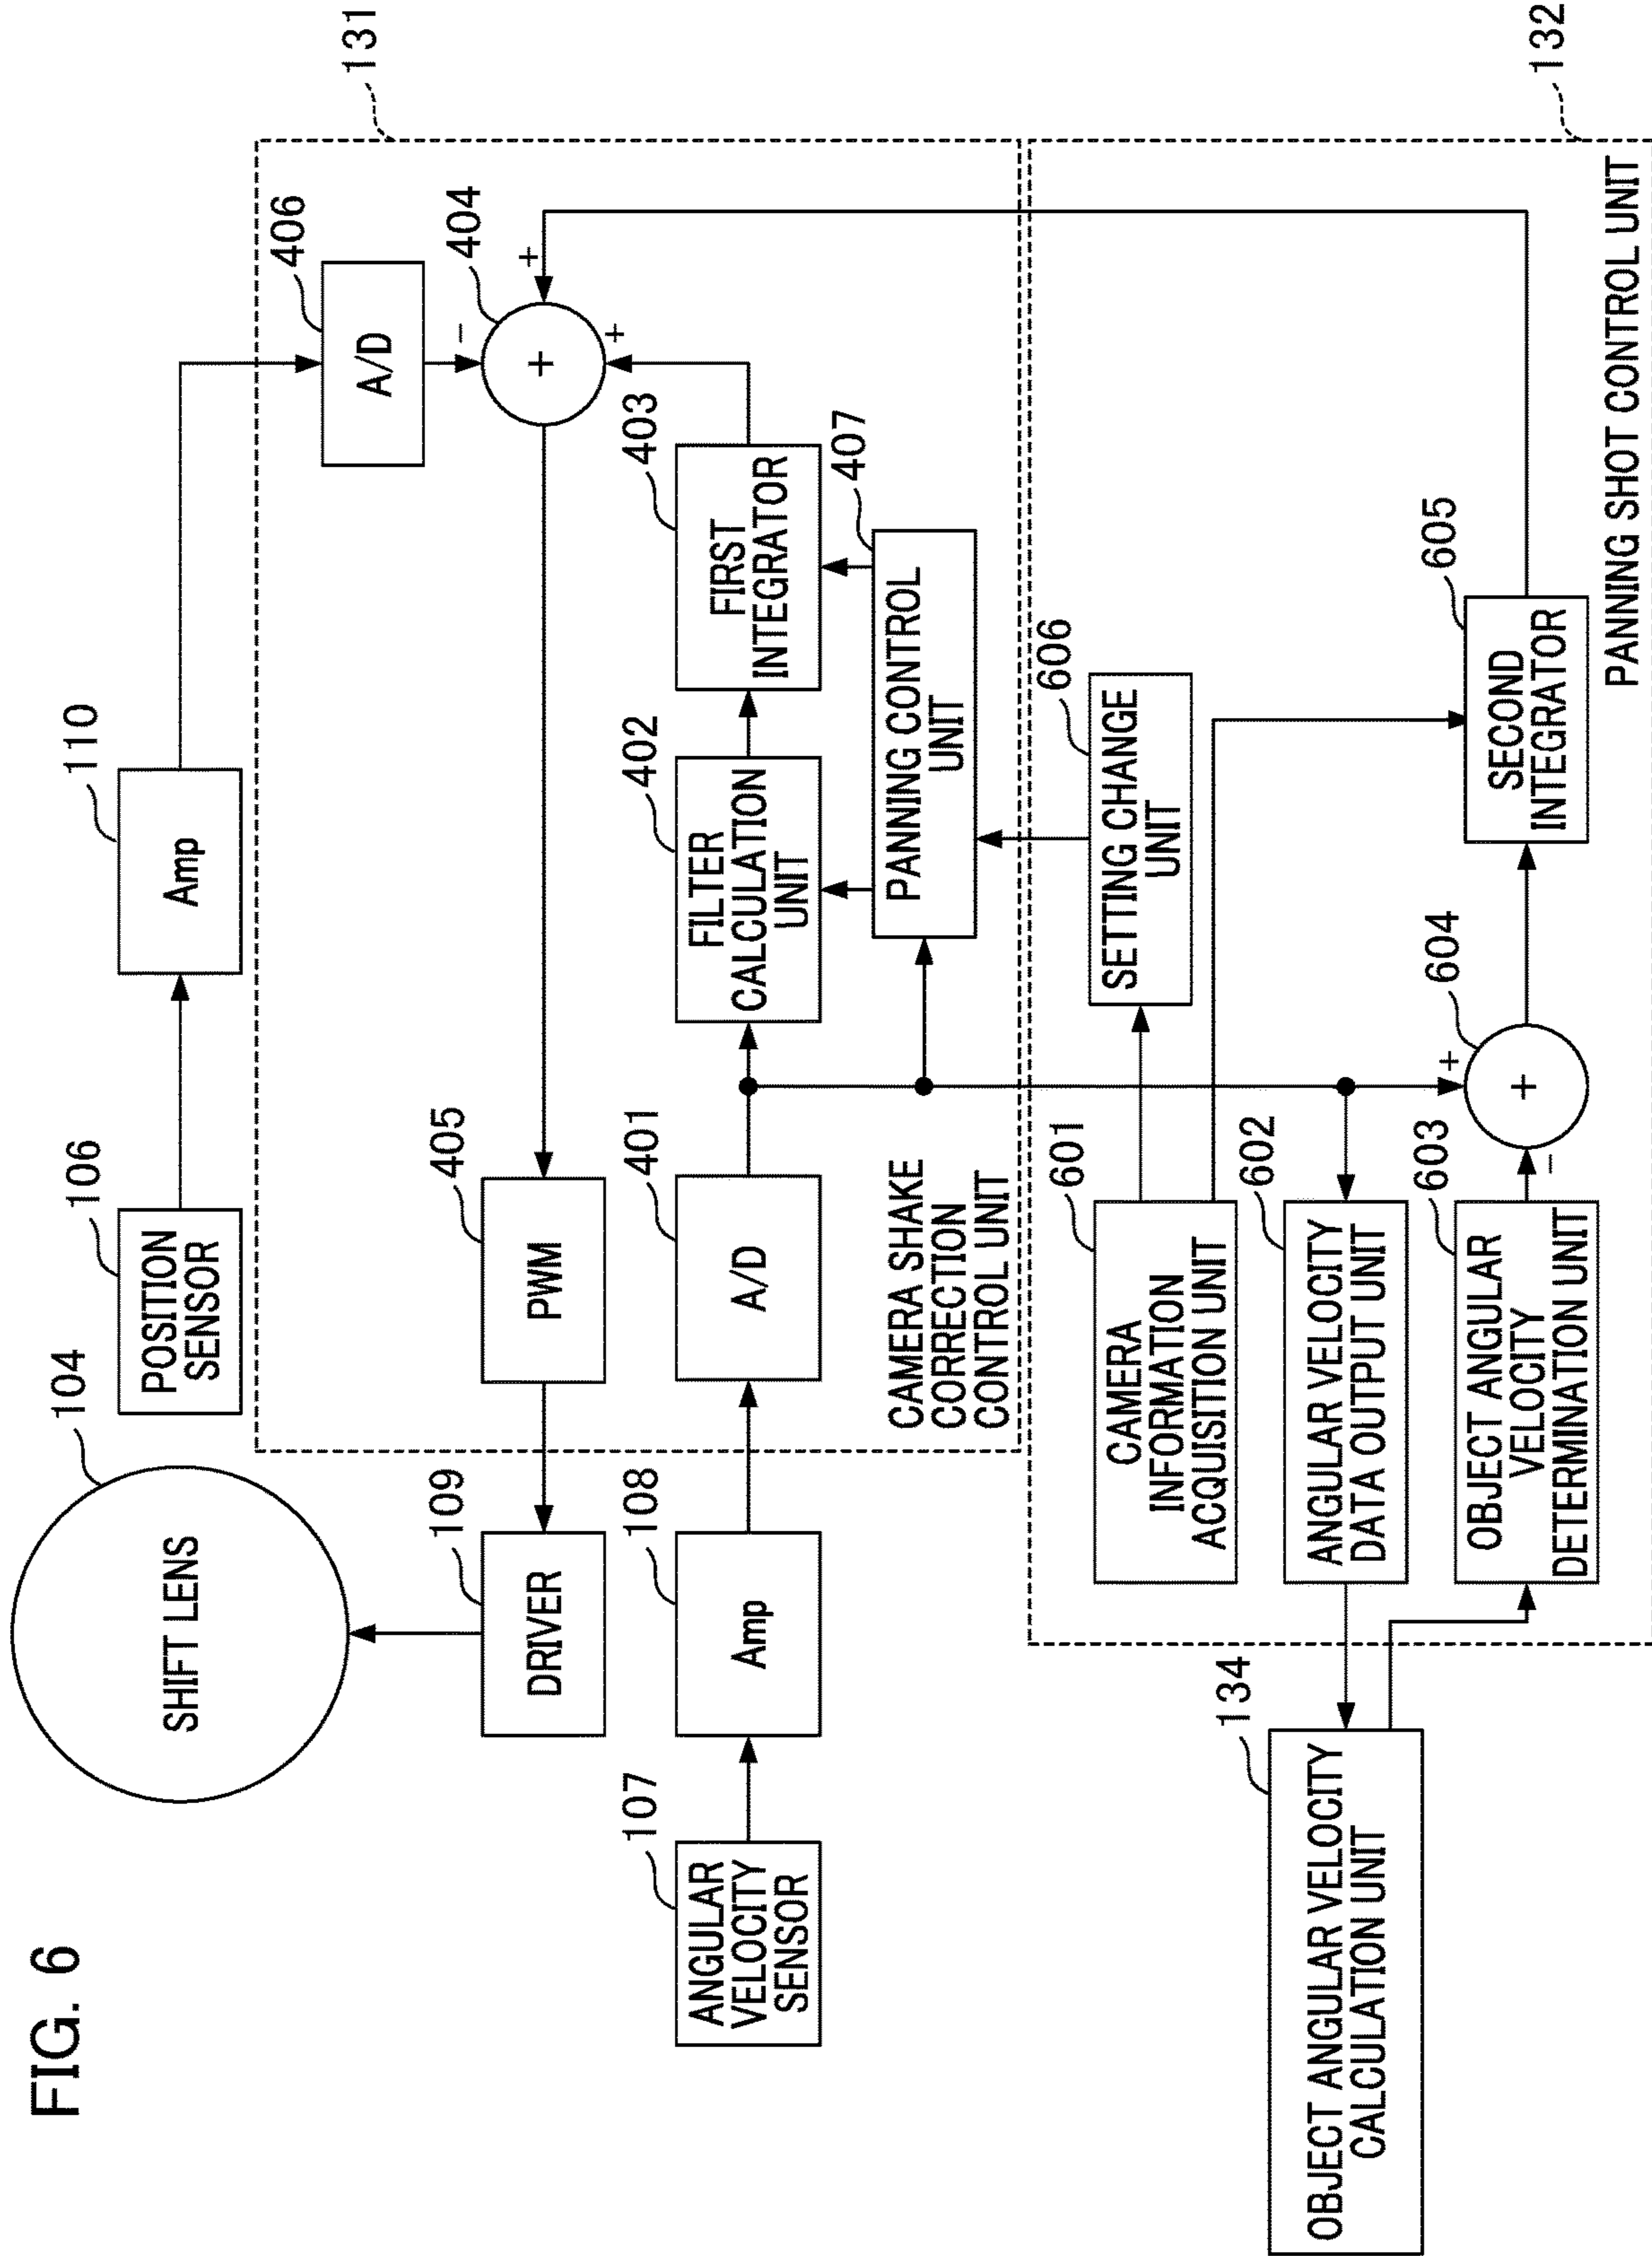 FIG. 6
104
SHIFT LENS
106
POSITION
SENSOR
110
Amp
131
406
A/D
109
DRIVER
405
PWM
404
+
-
+
+
107
ANGULAR
VELOCITY
SENSOR
108
Amp
401
A/D
402
FILTER
CALCULATION
UNIT
403
FIRST
INTEGRATOR
407
PANNING CONTROL
UNIT
CAMERA SHAKE
CORRECTION
CONTROL UNIT
132
601
CAMERA
INFORMATION
ACQUISITION UNIT
606
SETTING CHANGE
UNIT
134
OBJECT ANGULAR VELOCITY
CALCULATION UNIT
602
ANGULAR VELOCITY
DATA OUTPUT UNIT
603
OBJECT ANGULAR
VELOCITY
DETERMINATION UNIT
604
+
+
-
605
SECOND
INTEGRATOR
PANNING SHOT CONTROL UNIT